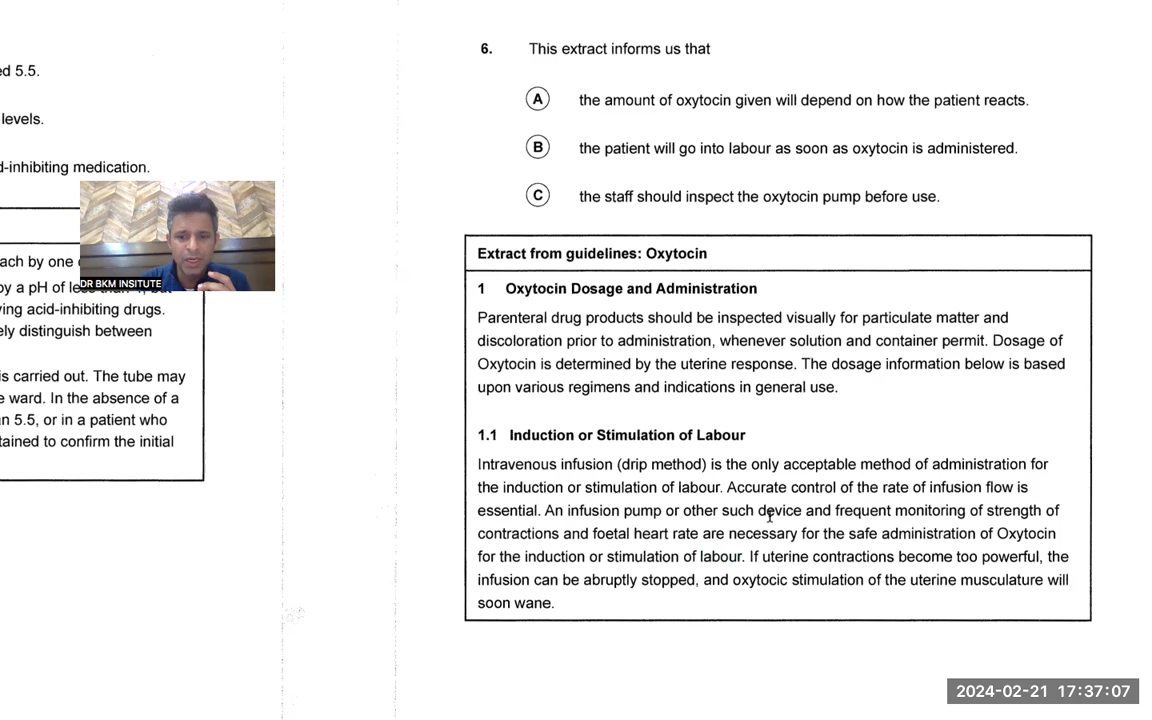 ed 5.5.
levels.
d-inhibiting medication.
ach by one
DR BKM INSITUTE
by a pH of less than 4, but
ving acid-inhibiting drugs.
ely distinguish between
is carried out. The tube may
e ward. In the absence of a
n 5.5, or in a patient who
tained to confirm the initial
6. This extract informs us that
A the amount of oxytocin given will depend on how the patient reacts.
B the patient will go into labour as soon as oxytocin is administered.
C the staff should inspect the oxytocin pump before use.
Extract from guidelines: Oxytocin
1 Oxytocin Dosage and Administration
Parenteral drug products should be inspected visually for particulate matter and
discoloration prior to administration, whenever solution and container permit. Dosage of
Oxytocin is determined by the uterine response. The dosage information below is based
upon various regimens and indications in general use.
1.1 Induction or Stimulation of Labour
Intravenous infusion (drip method) is the only acceptable method of administration for
the induction or stimulation of labour. Accurate control of the rate of infusion flow is
essential. An infusion pump or other such device and frequent monitoring of strength of
contractions and foetal heart rate are necessary for the safe administration of Oxytocin
for the induction or stimulation of labour. If uterine contractions become too powerful, the
infusion can be abruptly stopped, and oxytocic stimulation of the uterine musculature will
soon wane.
2024-02-21 17:37:07